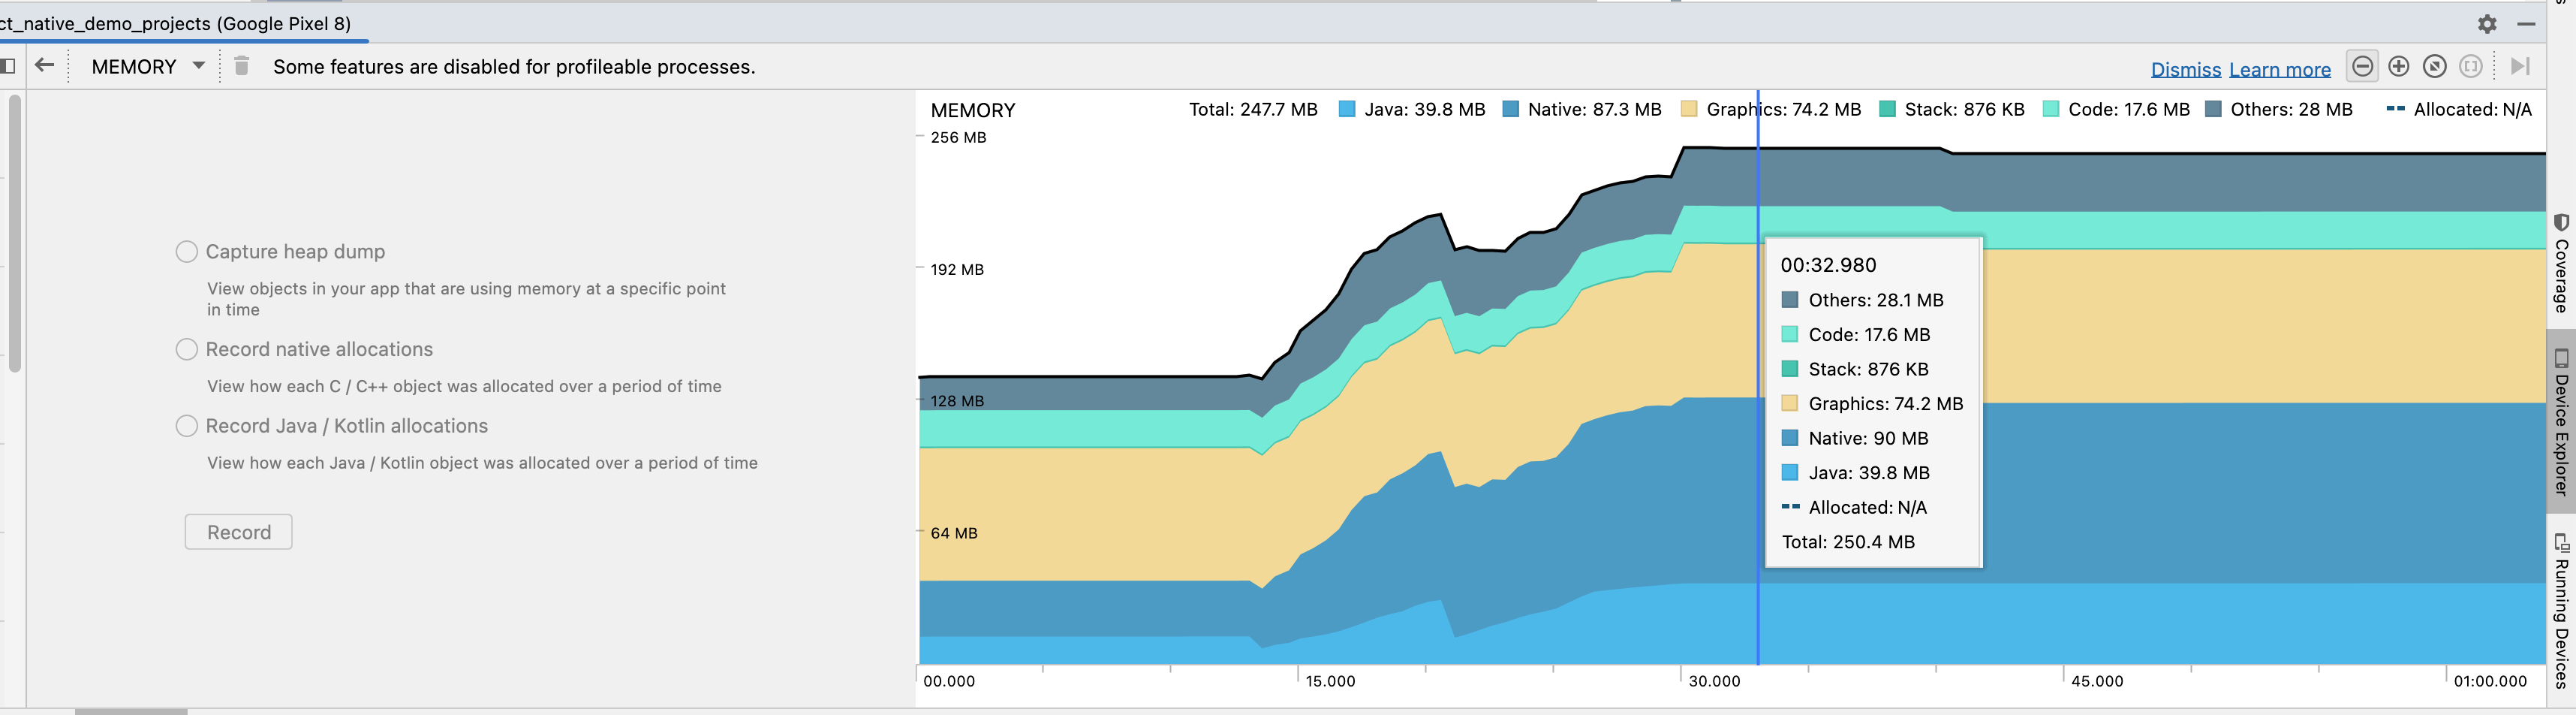 ct_native_demo_projects (Google Pixel 8)
MEMORY
Some features are disabled for profileable processes.
Dismiss Learn more
Capture heap dump
View objects in your app that are using memory at a specific point
in time
Record native allocations
View how each C / C++ object was allocated over a period of time
Record Java / Kotlin allocations
View how each Java / Kotlin object was allocated over a period of time
Record
MEMORY
Total: 247.7 MB Java: 39.8 MB Native: 87.3 MB Graphics: 74.2 MB Stack: 876 KB Code: 17.6 MB Others: 28 MB Allocated: N/A
256 MB
192 MB
128 MB
64 MB
00:32.980
Others: 28.1 MB
Code: 17.6 MB
Stack: 876 KB
Graphics: 74.2 MB
Native: 90 MB
Java: 39.8 MB
Allocated: N/A
Total: 250.4 MB
00.000 15.000 30.000 45.000 01:00.000
Coverage
Device Explorer
Running Devices